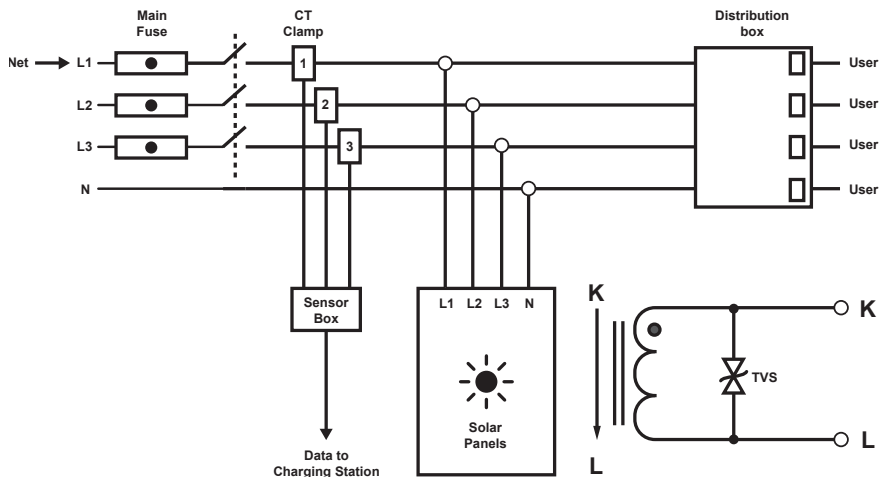 Main
Fuse
CT
Clamp
Distribution
box
Net
L1
1
User
L2
2
User
L3
3
User
N
User
Sensor
Box
L1 L2 L3 N
Solar
Panels
Data to
Charging Station
K
L
TVS
K
L